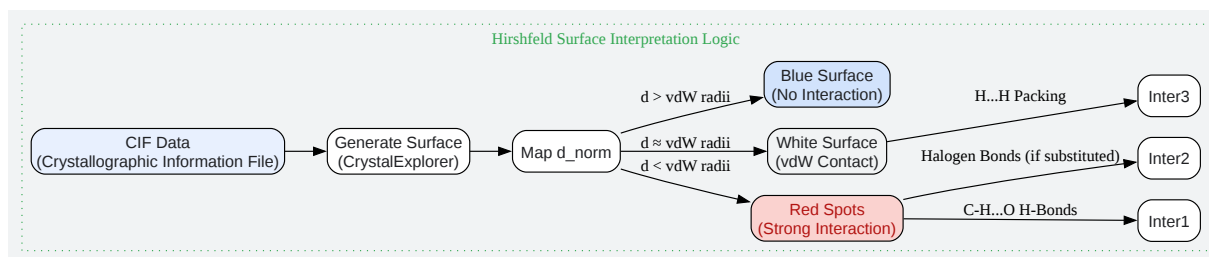 Hirshfeld Surface Interpretation Logic
CIF Data
(Crystallographic Information File)
Generate Surface
(CrystalExplorer)
Map d_norm
d > vdW radii
d ≈ vdW radii
d < vdW radii
Blue Surface
(No Interaction)
White Surface
(vdW Contact)
Red Spots
(Strong Interaction)
H...H Packing
Halogen Bonds (if substituted)
C-H...O H-Bonds
Inter3
Inter2
Inter1